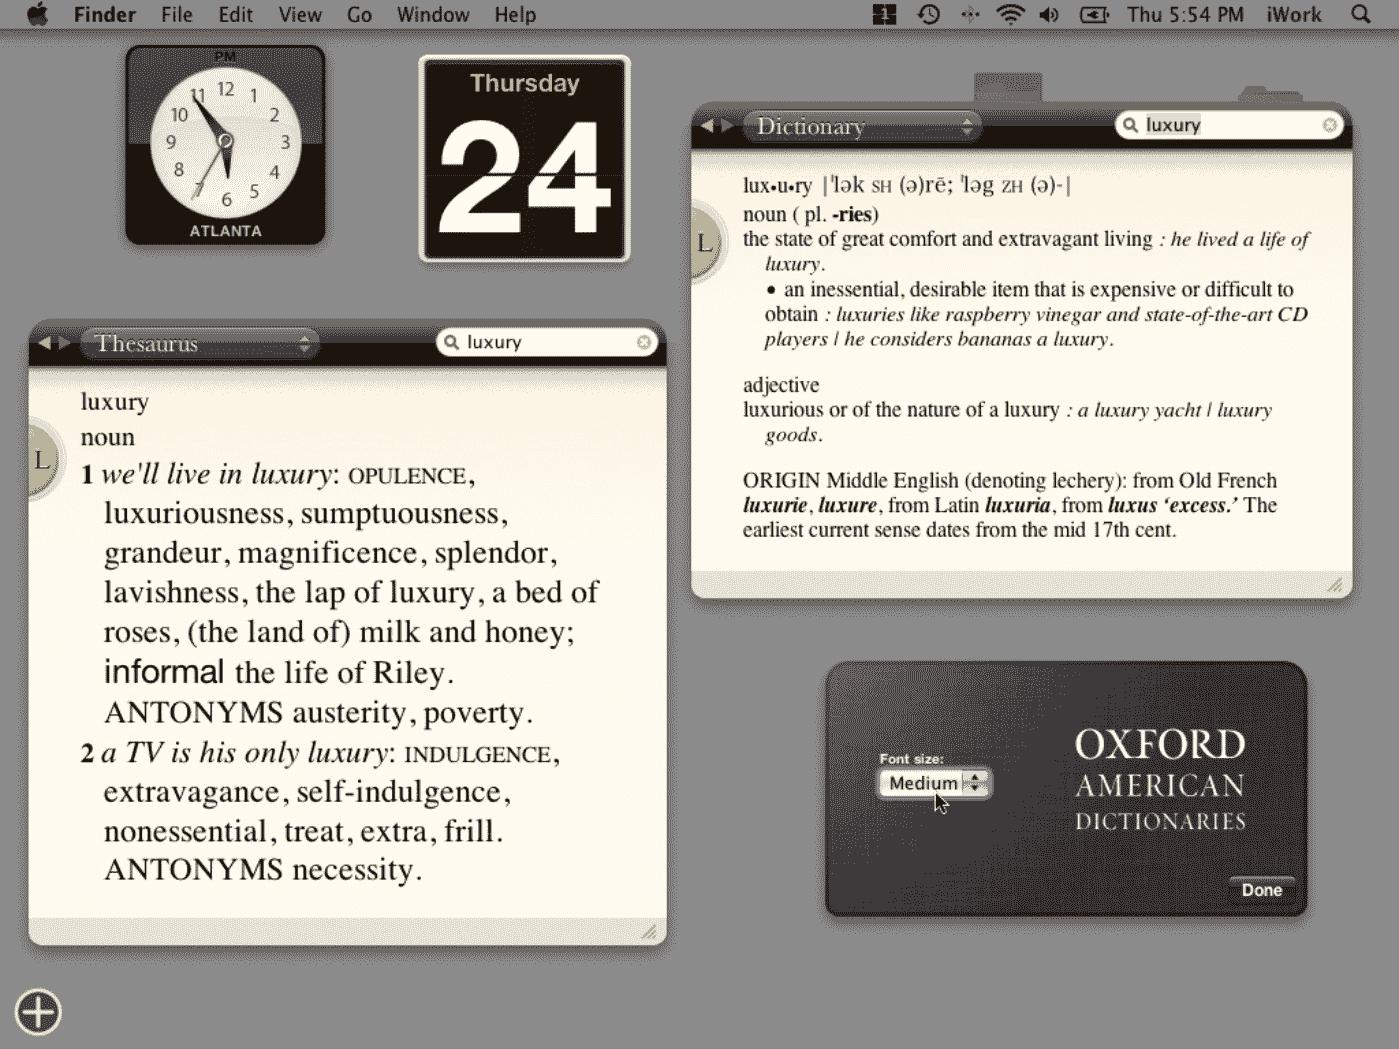 Finder File Edit View Go Window Help
1
Thu 5:54 PM iWork
PM
12
1
2
3
4
5
6
7
8
9
10
11
ATLANTA
Thursday
24
Dictionary
luxury
L
lux•u•ry |ˈlək SH (ə)rē; ˈləg ZH (ə)-|
noun ( pl. -ries)
the state of great comfort and extravagant living : he lived a life of
luxury.
• an inessential, desirable item that is expensive or difficult to
obtain : luxuries like raspberry vinegar and state-of-the-art CD
players | he considers bananas a luxury.
adjective
luxurious or of the nature of a luxury : a luxury yacht | luxury
goods.
ORIGIN Middle English (denoting lechery): from Old French
luxurie, luxure, from Latin luxuria, from luxus ‘excess.’ The
earliest current sense dates from the mid 17th cent.
Thesaurus
luxury
L
luxury
noun
1 we'll live in luxury: OPULENCE,
luxuriousness, sumptuousness,
grandeur, magnificence, splendor,
lavishness, the lap of luxury, a bed of
roses, (the land of) milk and honey;
informal the life of Riley.
ANTONYMS austerity, poverty.
2 a TV is his only luxury: INDULGENCE,
extravagance, self-indulgence,
nonessential, treat, extra, frill.
ANTONYMS necessity.
Font size:
Medium
OXFORD
AMERICAN
DICTIONARIES
Done